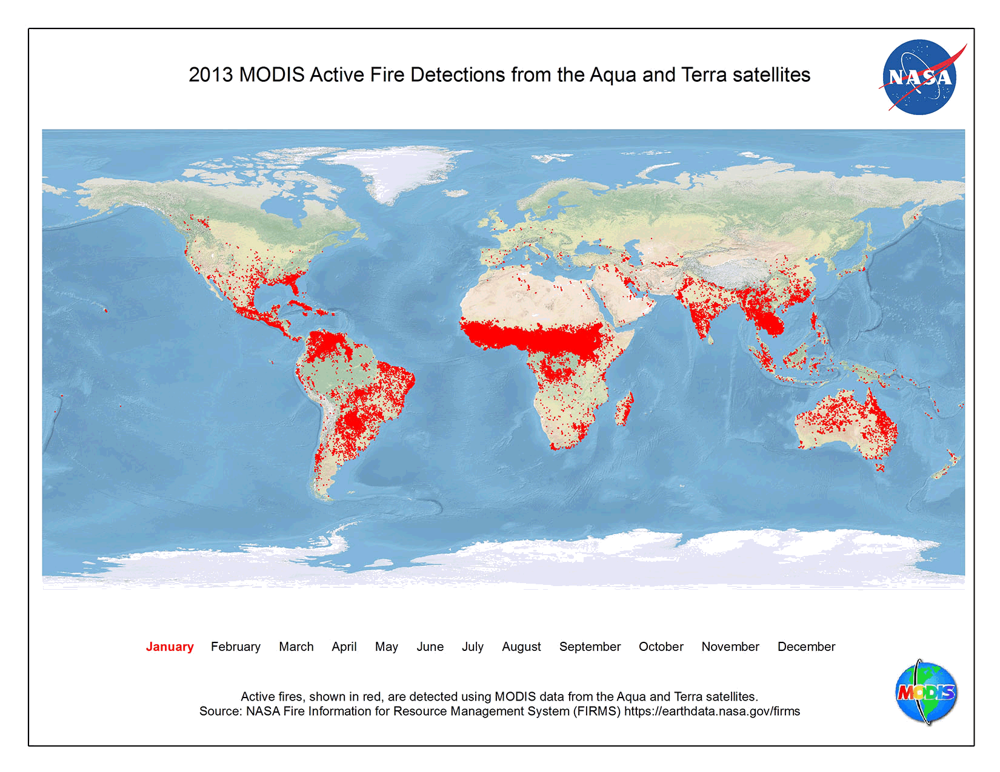 2013 MODIS Active Fire Detections from the Aqua and Terra satellites
NASA
January February March April May June July August September October November December
MODIS
Active fires, shown in red, are detected using MODIS data from the Aqua and Terra satellites.
Source: NASA Fire Information for Resource Management System (FIRMS) https://earthdata.nasa.gov/firms